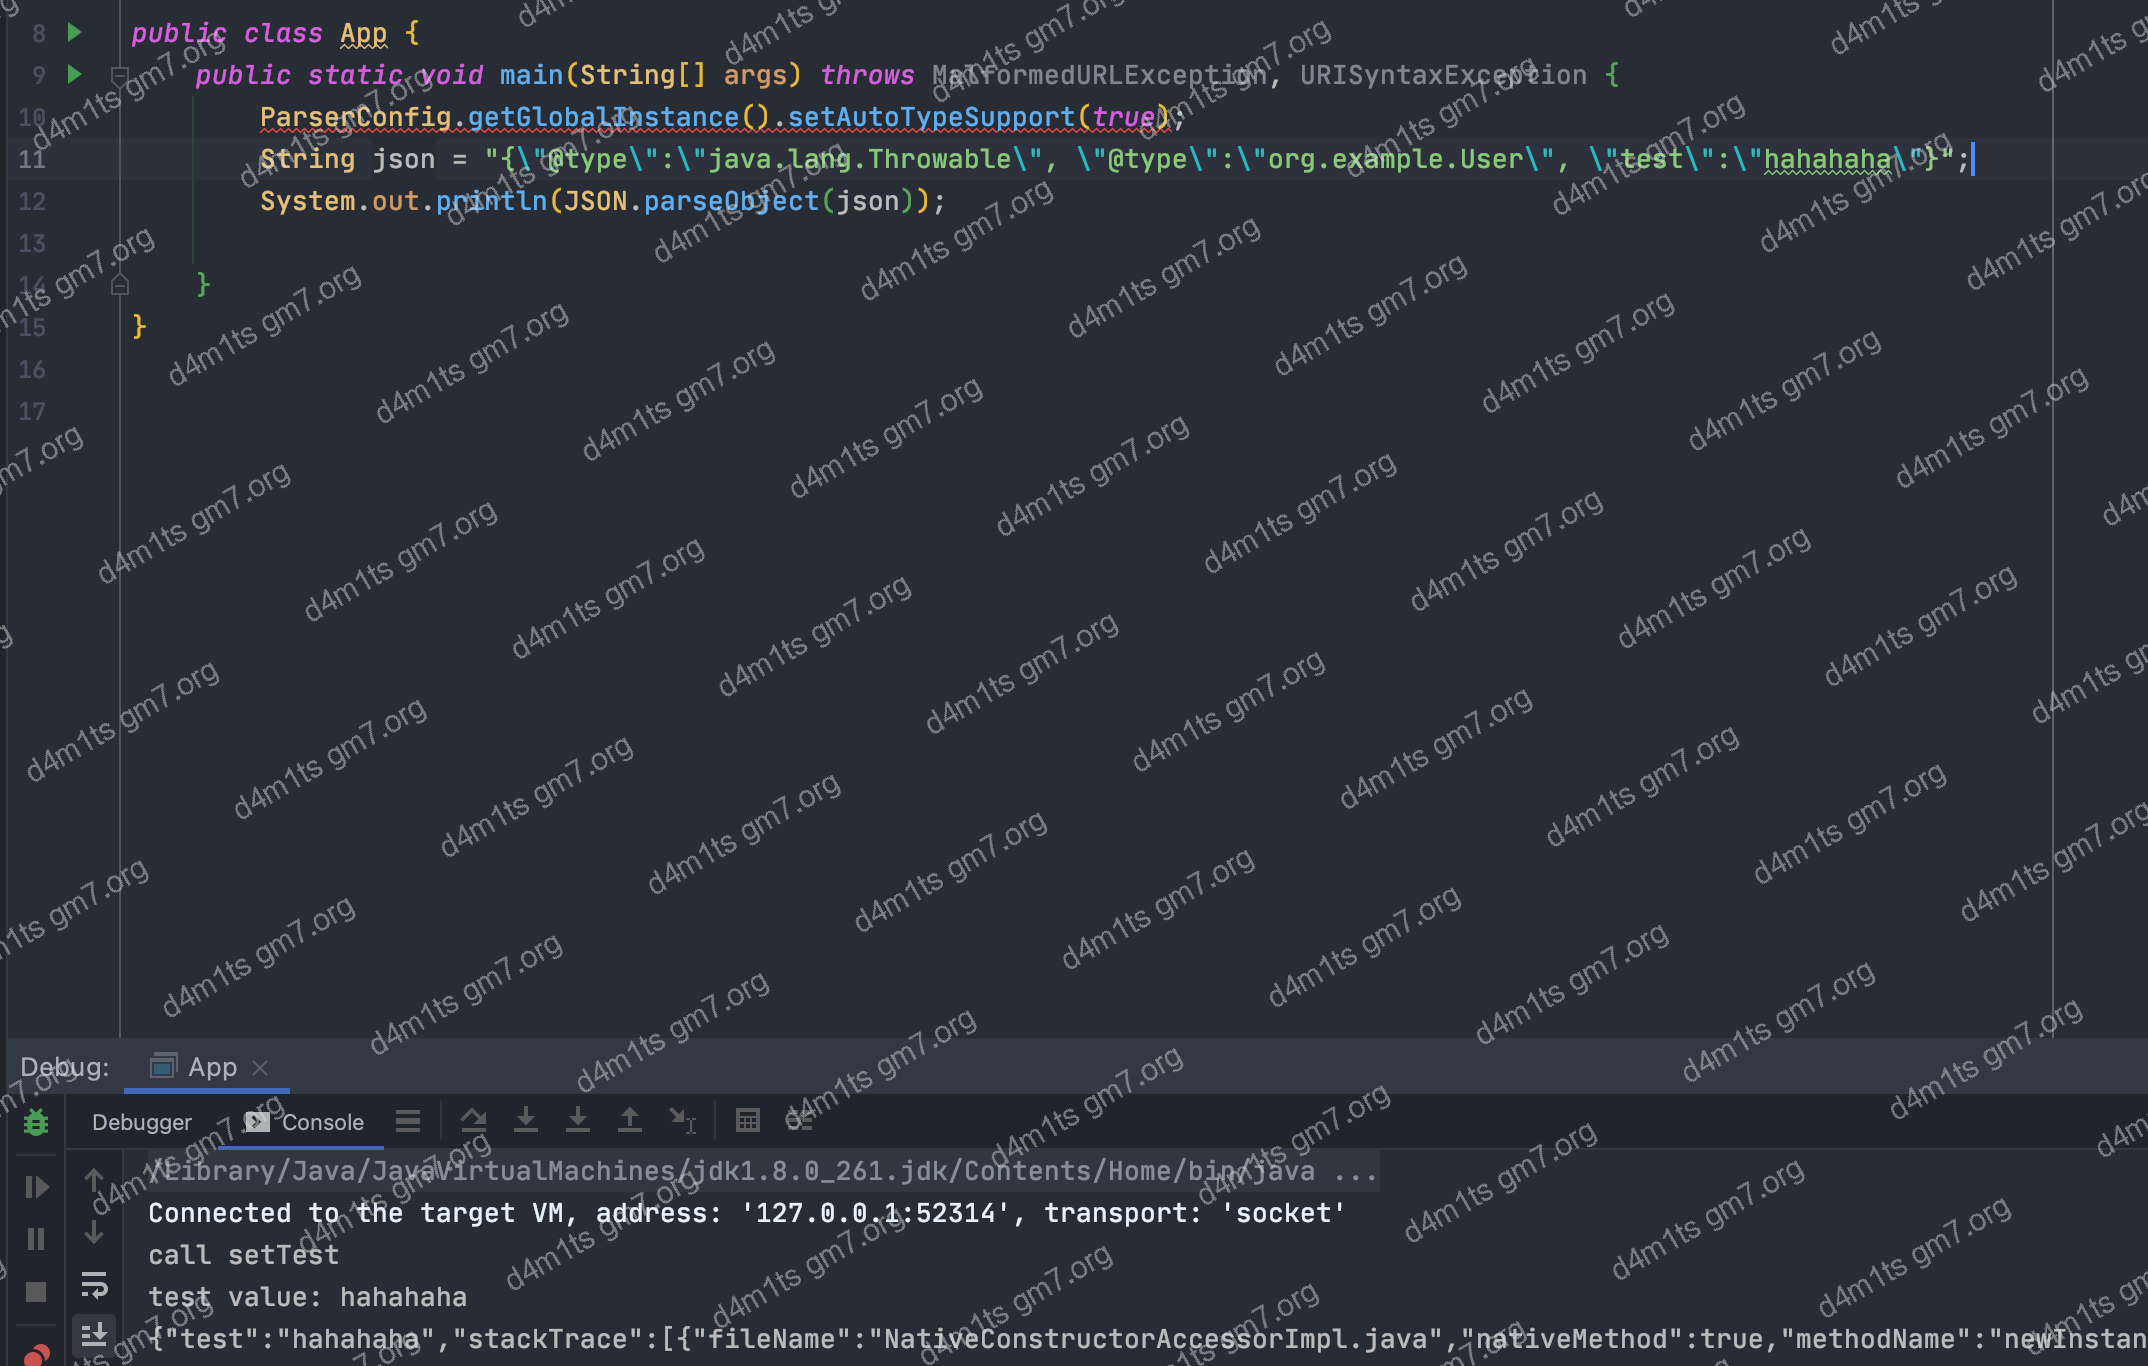 8 public class App {
9 public static void main(String[] args) throws MalformedURLException, URISyntaxException {
10 ParserConfig.getGlobalInstance().setAutoTypeSupport(true);
11 String json = "{\"@type\":\"java.lang.Throwable\", \"@type\":\"org.example.User\", \"test\":\"hahahaha\"}";
12 System.out.println(JSON.parseObject(json));
13
14 }
15 }
16
17
Debug: App
Debugger Console
/Library/Java/JavaVirtualMachines/jdk1.8.0_261.jdk/Contents/Home/bin/java ...
Connected to the target VM, address: '127.0.0.1:52314', transport: 'socket'
call setTest
test value: hahahaha
{"test":"hahahaha","stackTrace":[{"fileName":"NativeConstructorAccessorImpl.java","nativeMethod":true,"methodName":"newInstan
d4m1ts gm7.org